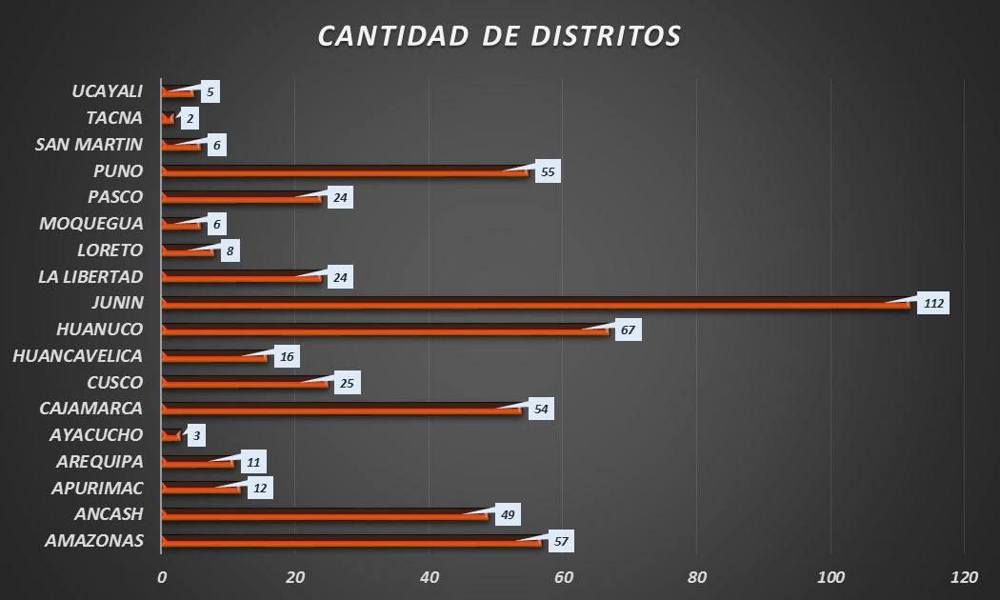 CANTIDAD DE DISTRITOS
UCAYALI 5
TACNA 2
SAN MARTIN 6
PUNO 55
PASCO 24
MOQUEGUA 6
LORETO 8
LA LIBERTAD 24
JUNIN 112
HUANUCO 67
HUANCAVELICA 16
CUSCO 25
CAJAMARCA 54
AYACUCHO 3
AREQUIPA 11
APURIMAC 12
ANCASH 49
AMAZONAS 57
0 20 40 60 80 100 120